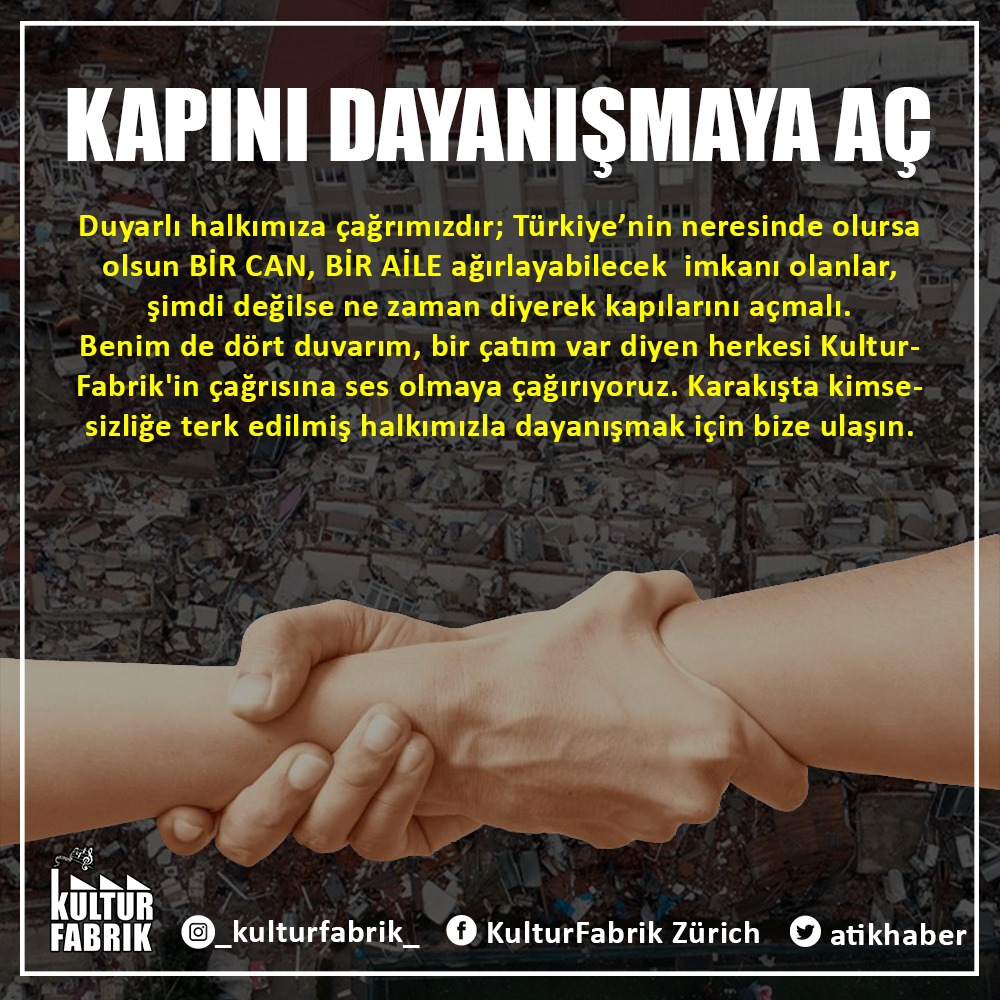 KAPINI DAYANIŞMAYA AÇ
Duyarlı halkımıza çağrımızdır; Türkiye’nin neresinde olursa
olsun BİR CAN, BİR AİLE ağırlayabilecek imkanı olanlar,
şimdi değilse ne zaman diyerek kapılarını açmalı.
Benim de dört duvarım, bir çatım var diyen herkesi Kultur-
Fabrik'in çağrısına ses olmaya çağırıyoruz. Karakışta kimse-
sizliğe terk edilmiş halkımızla dayanışmak için bize ulaşın.
KULTUR
FABRIK
_kulturfabrik_ KulturFabrik Zürich atikhaber